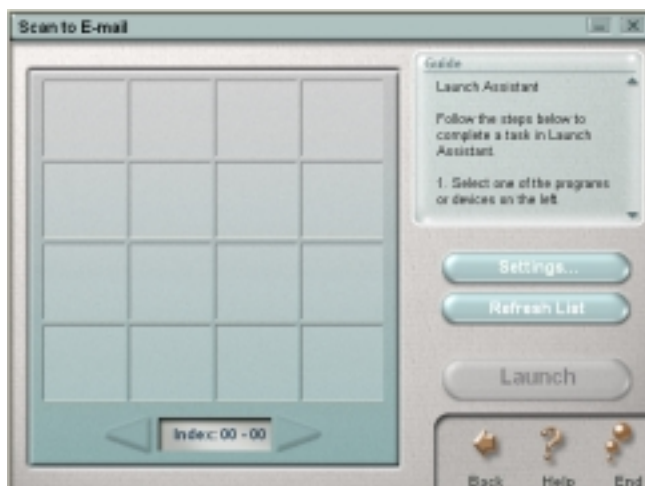 Scan to E-mail
Guide
Launch Assistant
Follow the steps below to
complete a task in Launch
Assistant.
1. Select one of the programs
or devices on the left.
Settings...
Refresh List
Launch
Index: 00 - 00
Back
Help
End